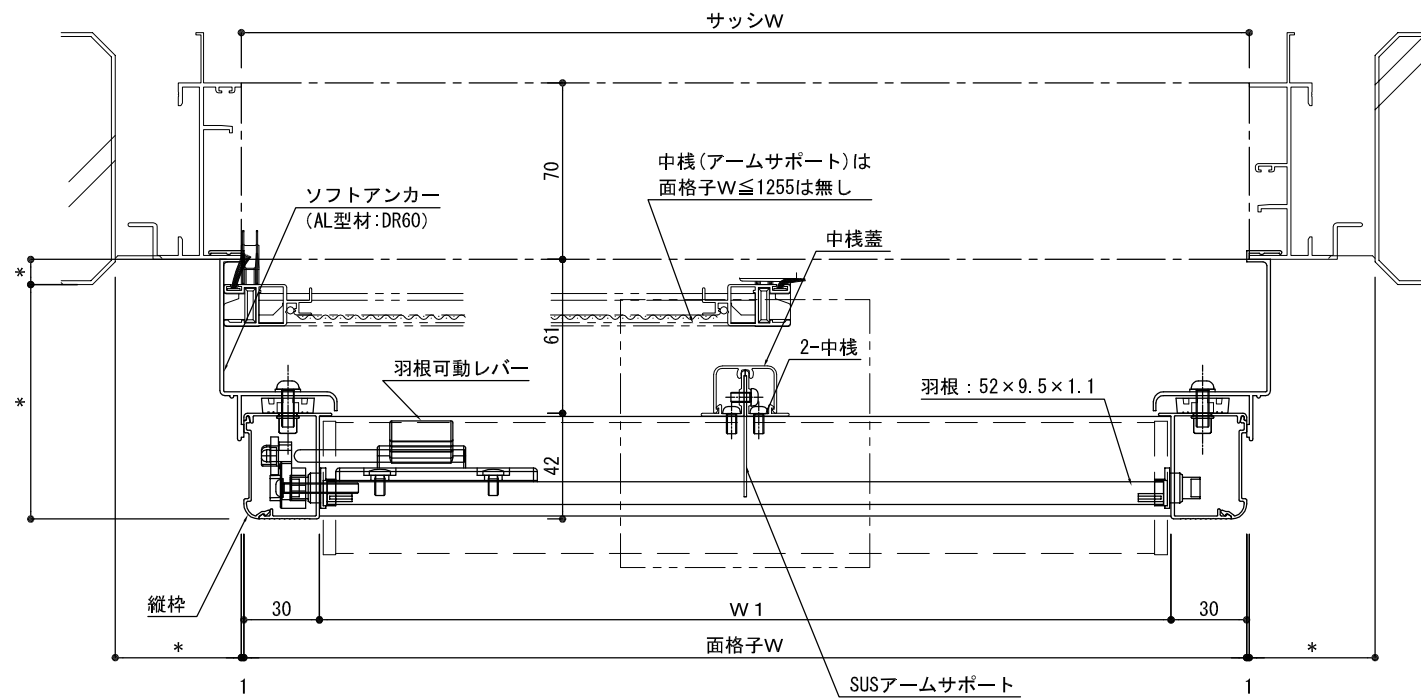 サッシW
70
中桟(アームサポート)は
面格子W≦1255は無し
ソフトアンカー
(AL型材:DR60)
中桟蓋
*
61
2-中桟
羽根可動レバー
羽根:52×9.5×1.1
*
42
縦枠
30
W1
30
*
面格子W
*
1
SUSアームサポート
1